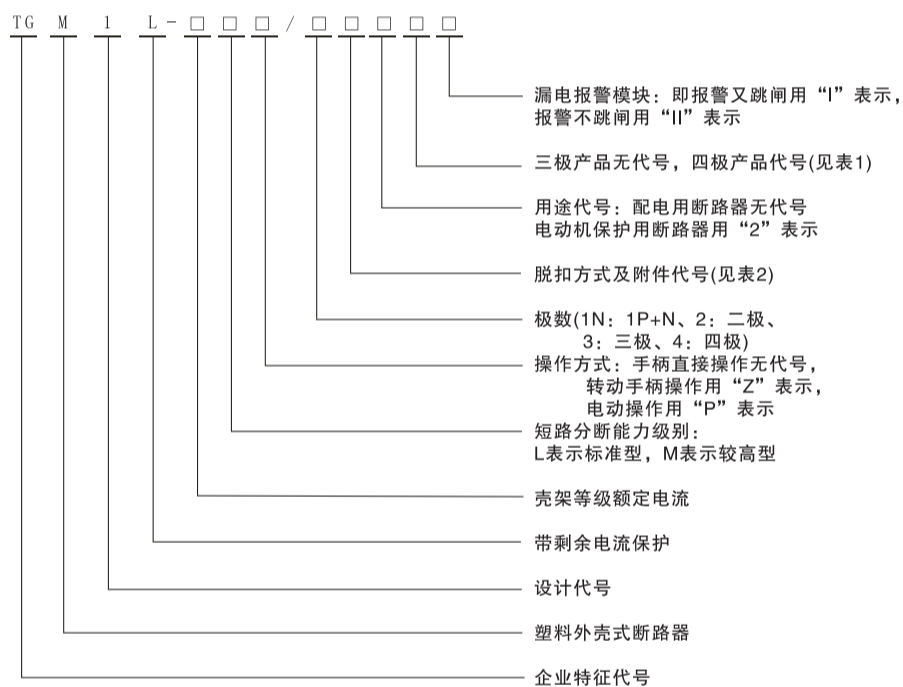 TG M 1 L-□□□/□□□□□
漏电报警模块：即报警又跳闸用“I”表示，
报警不跳闸用“II”表示
三极产品无代号，四极产品代号(见表1)
用途代号：配电用断路器无代号
电动机保护用断路器用“2”表示
脱扣方式及附件代号(见表2)
极数(1N：1P+N、2：二极、
3：三极、4：四极)
操作方式：手柄直接操作无代号，
转动手柄操作用“Z”表示，
电动操作用“P”表示
短路分断能力级别：
L表示标准型，M表示较高型
壳架等级额定电流
带剩余电流保护
设计代号
塑料外壳式断路器
企业特征代号